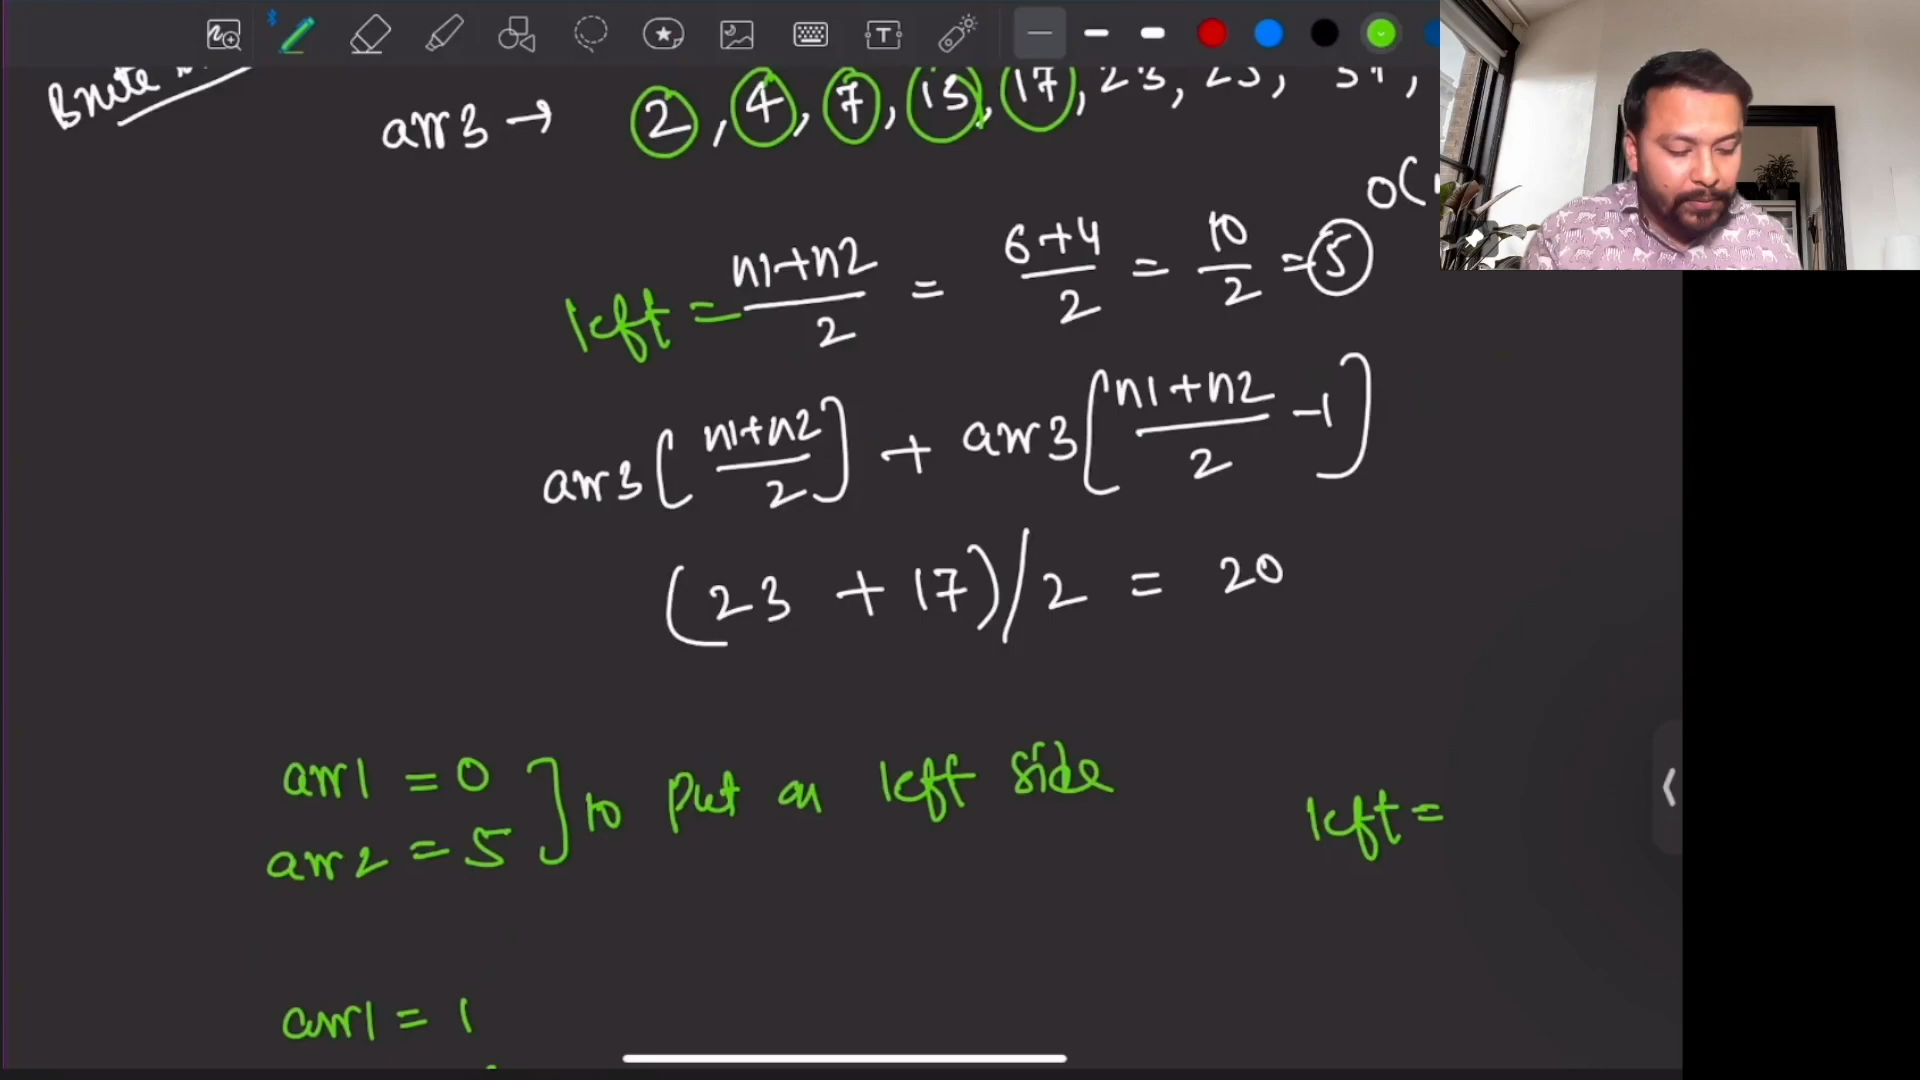 Brute
arr3 → 2, 4, 7, 15, 17, 23, 25,
O(
left = n1+n2 / 2 = 6+4 / 2 = 10 / 2 = 5
arr3[n1+n2 / 2] + arr3[n1+n2 / 2 -1]
(23 + 17)/2 = 20
arr1 = 0
arr2 = 5
] to put on left side
left =
arr1 = 1